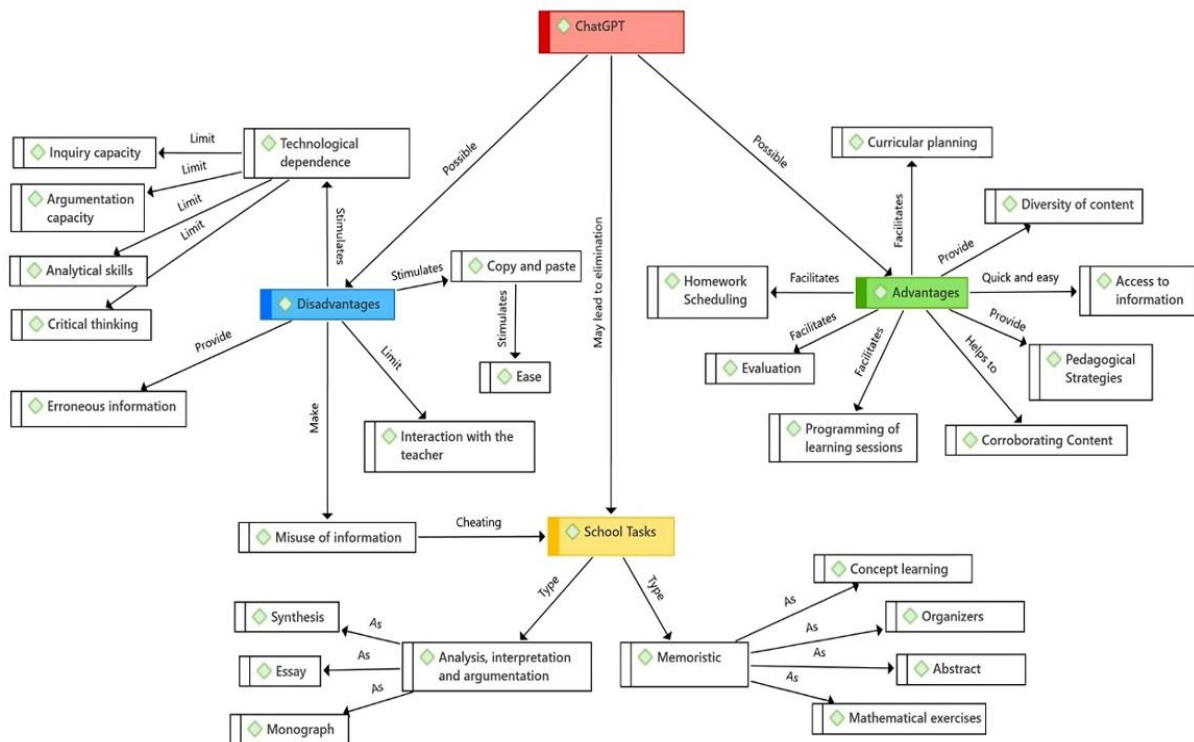 ChatGPT
Possible
May lead to elimination
Possible
Technological
dependence
Limit
Inquiry capacity
Limit
Argumentation
capacity
Limit
Analytical skills
Limit
Critical thinking
Stimulates
Disadvantages
Stimulates
Copy and paste
Stimulates
Ease
Provide
Erroneous information
Make
Limit
Interaction with the
teacher
Misuse of information
Cheating
School Tasks
Curricular planning
Facilitates
Diversity of content
Provide
Homework
Scheduling
Facilitates
Advantages
Quick and easy
Access to
information
Facilitates
Evaluation
Facilitates
Programming of
learning sessions
Helps to
Corroborating Content
Provide
Pedagogical
Strategies
Type
Type
Synthesis
As
Essay
As
Monograph
As
Analysis, interpretation
and argumentation
Memoristic
As
Concept learning
As
Organizers
As
Abstract
As
Mathematical exercises